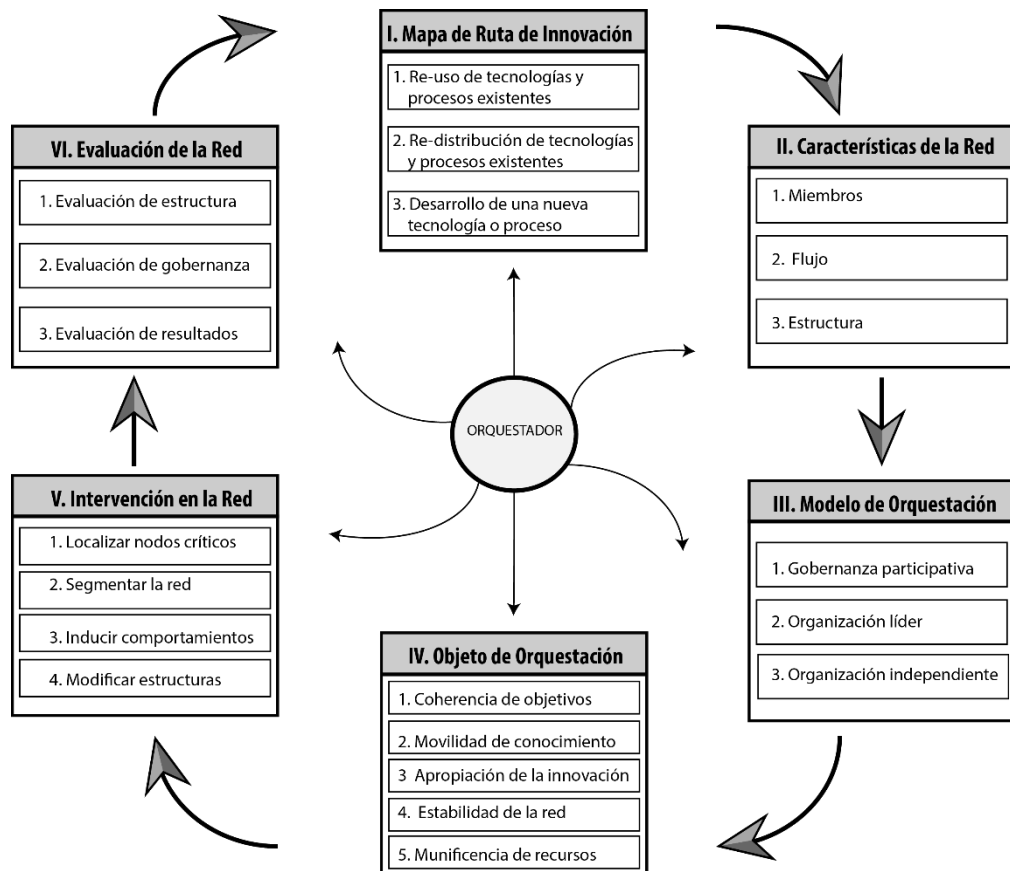 I. Mapa de Ruta de Innovación
1. Re-uso de tecnologías y
procesos existentes
2. Re-distribución de tecnologías
y procesos existentes
3. Desarrollo de una nueva
tecnología o proceso
II. Características de la Red
1. Miembros
2. Flujo
3. Estructura
III. Modelo de Orquestación
1. Gobernanza participativa
2. Organización líder
3. Organización independiente
IV. Objeto de Orquestación
1. Coherencia de objetivos
2. Movilidad de conocimiento
3 Apropiación de la innovación
4. Estabilidad de la red
5. Munificencia de recursos
V. Intervención en la Red
1. Localizar nodos críticos
2. Segmentar la red
3. Inducir comportamientos
4. Modificar estructuras
VI. Evaluación de la Red
1. Evaluación de estructura
2. Evaluación de gobernanza
3. Evaluación de resultados
ORQUESTADOR